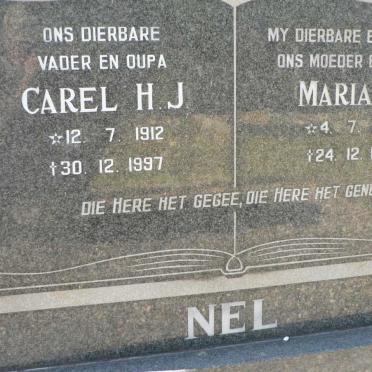 ONS DIERBARE
VADER EN OUPA
CAREL H J
☆12. 7. 1912
†30. 12. 1997
MY DIERBARE
ONS MOEDER
MARIA
☆4. 7.
†24. 12.
DIE HERE HET GEGEE, DIE HERE HET
NEL